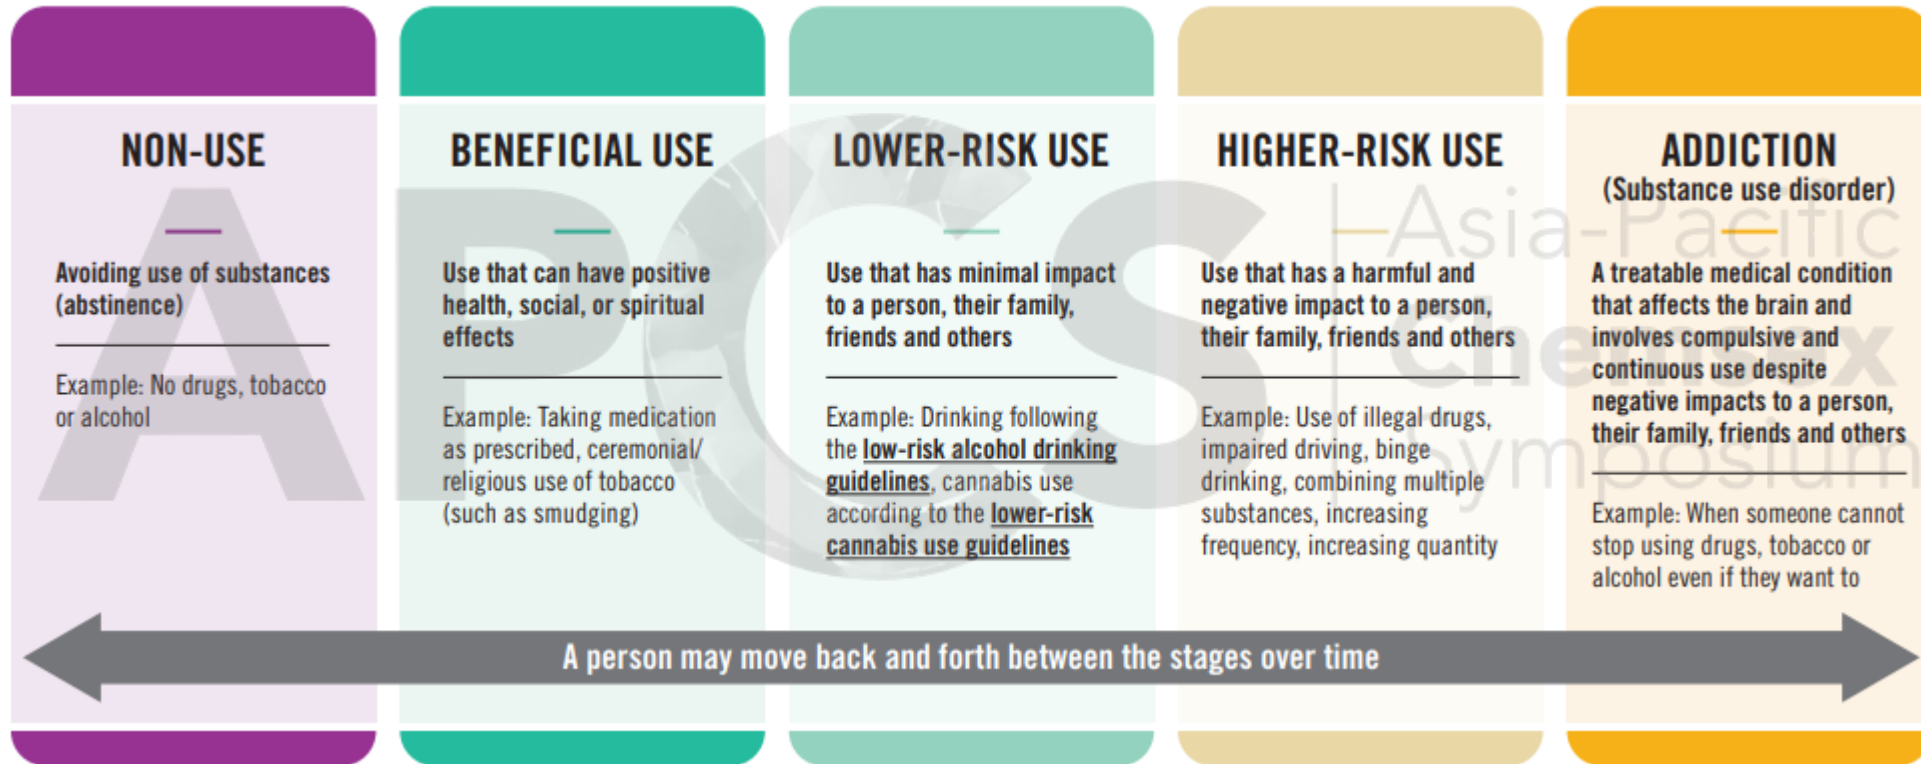 NON-USE
Avoiding use of substances
(abstinence)
Example: No drugs, tobacco
or alcohol
BENEFICIAL USE
Use that can have positive
health, social, or spiritual
effects
Example: Taking medication
as prescribed, ceremonial/
religious use of tobacco
(such as smudging)
LOWER-RISK USE
Use that has minimal impact
to a person, their family,
friends and others
Example: Drinking following
the low-risk alcohol drinking
guidelines, cannabis use
according to the lower-risk
cannabis use guidelines
HIGHER-RISK USE
Use that has a harmful and
negative impact to a person,
their family, friends and others
Example: Use of illegal drugs,
impaired driving, binge
drinking, combining multiple
substances, increasing
frequency, increasing quantity
ADDICTION
(Substance use disorder)
A treatable medical condition
that affects the brain and
involves compulsive and
continuous use despite
negative impacts to a person,
their family, friends and others
Example: When someone cannot
stop using drugs, tobacco or
alcohol even if they want to
A person may move back and forth between the stages over time
APCS
Asia-Pacific
Chemsex
Symposium